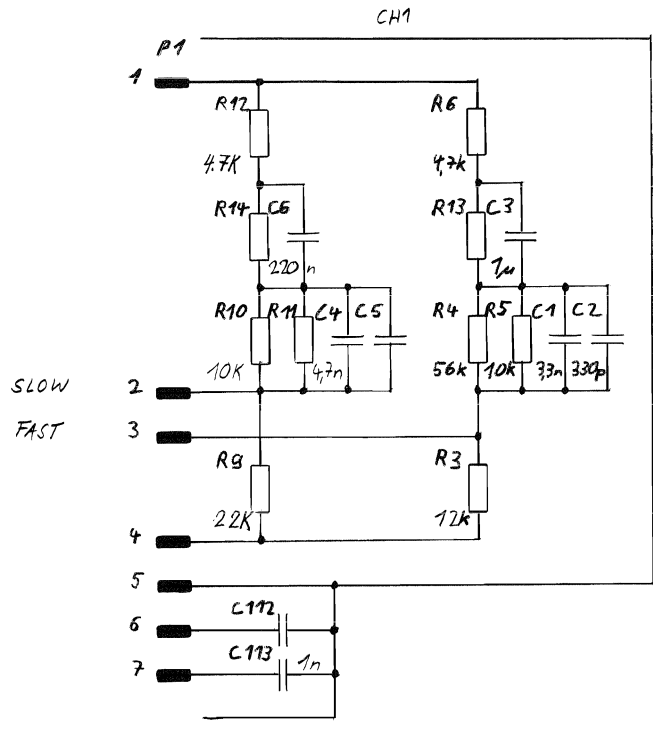 CH1
P1
1
R12 R6
4.7K 4,7k
R14 C6 R13 C3
220n 1µ
R10 R11 C4 C5 R4 R5 C1 C2
10K 4,7n 56k 10k 3,3n 330p
SLOW 2
FAST 3
R9 R3
22K 12k
4
5
C112
6
C113
7 1n